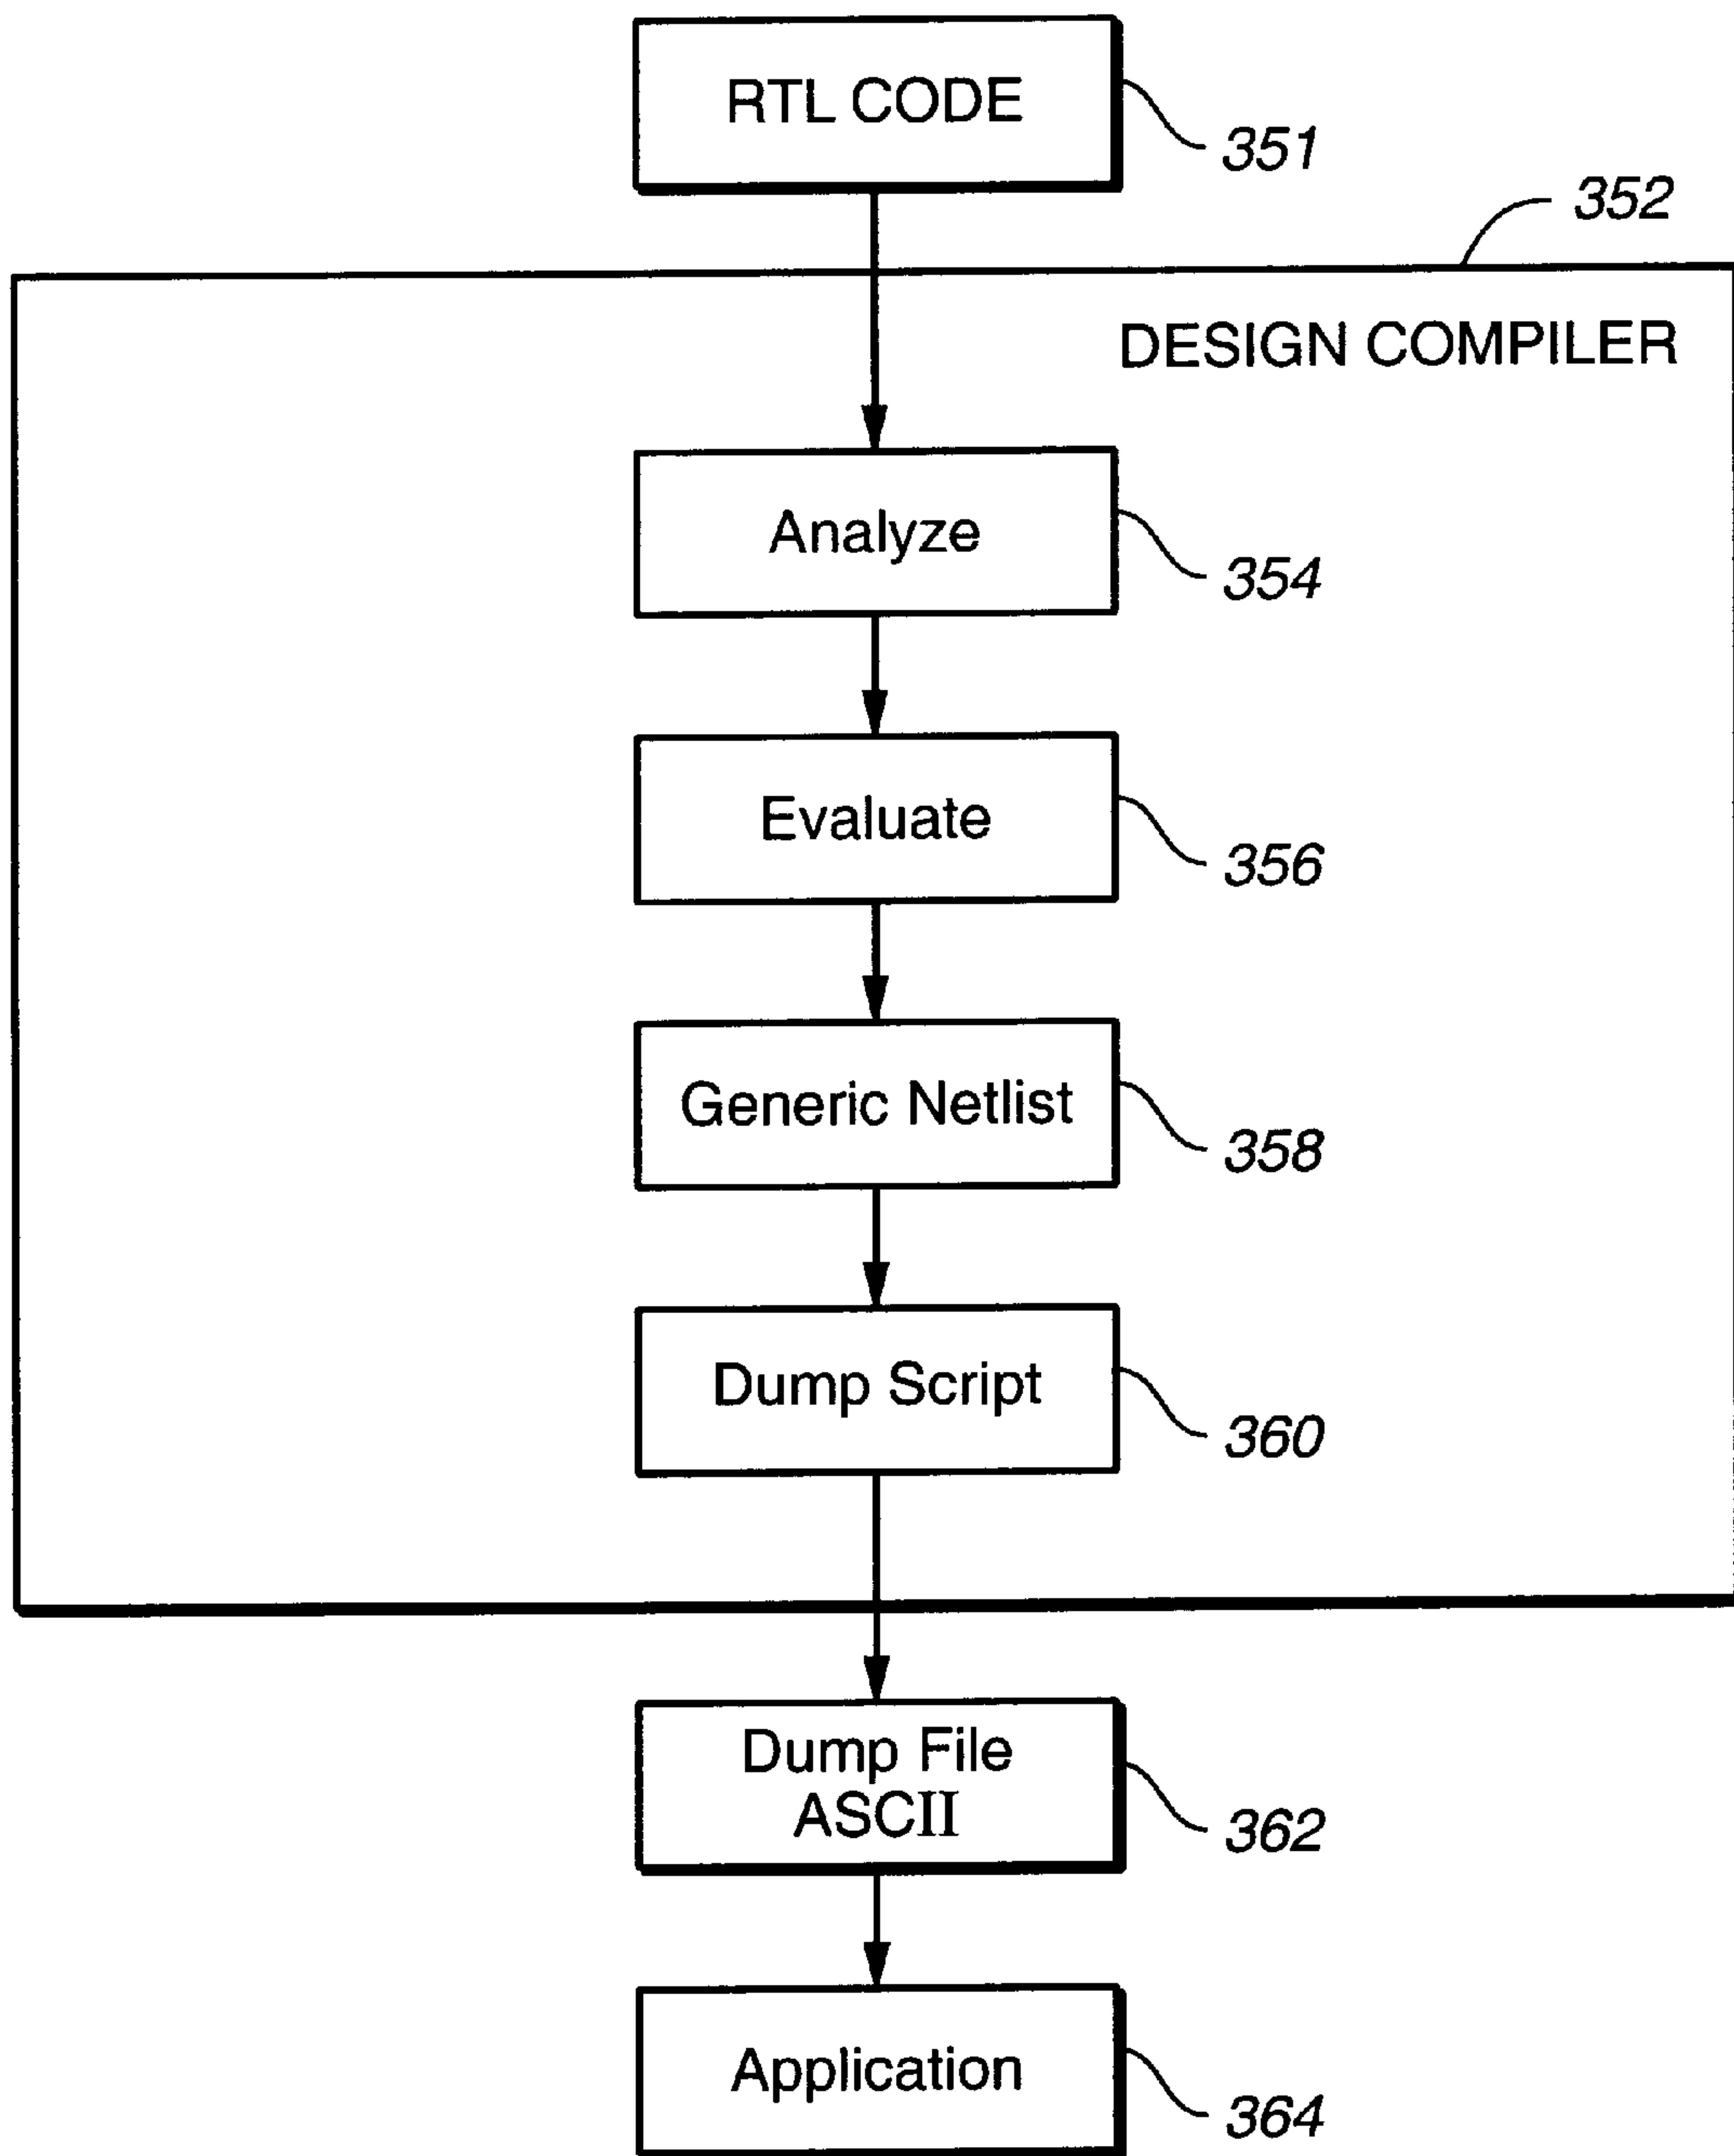 RTL CODE
351
352
DESIGN COMPILER
Analyze
354
Evaluate
356
Generic Netlist
358
Dump Script
360
Dump File
ASCII
362
Application
364